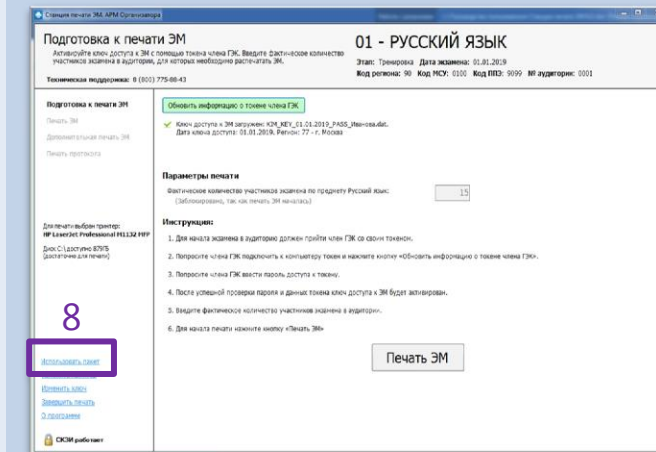 Станция печати ЭМ. АРМ Организатора
Подготовка к печати ЭМ
Активируйте ключ доступа к ЭМ с помощью токена члена ГЭК. Введите фактическое количество
участников экзамена в аудитории, для которых необходимо распечатать ЭМ.
Техническая поддержка: 8 (800) 775-88-43
01 - РУССКИЙ ЯЗЫК
Этап: Тренировка Дата экзамена: 01.01.2019
Код региона: 90 Код МСУ: 0100 Код ППЭ: 9099 № аудитории: 0001
Подготовка к печати ЭМ
Печать ЭМ
Дополнительная печать ЭМ
Печать протокола
Для печати выбран принтер:
HP LaserJet Professional M1132 MFP
Диск C:\ доступно 879ГБ
(достаточно для печати)
8
Использовать пакет
Изменить ключ
Завершить печать
О программе
СКЗИ работает
Обновить информацию о токене члена ГЭК
Ключ доступа к ЭМ загружен: KIM_KEY_01.01.2019_PASS_Иванова.dat.
Дата ключа доступа: 01.01.2019. Регион: 77 - г. Москва
Параметры печати
Фактическое количество участников экзамена по предмету Русский язык:
15
(Заблокировано, так как печать ЭМ началась)
Инструкция:
1. Для начала экзамена в аудиторию должен прийти член ГЭК со своим токеном.
2. Попросите члена ГЭК подключить к компьютеру токен и нажмите кнопку «Обновить информацию о токене члена ГЭК».
3. Попросите члена ГЭК ввести пароль доступа к токену.
4. После успешной проверки пароля и данных токена ключ доступа к ЭМ будет активирован.
5. Введите фактическое количество участников экзамена в аудитории.
6. Для начала печати нажмите кнопку «Печать ЭМ»
Печать ЭМ